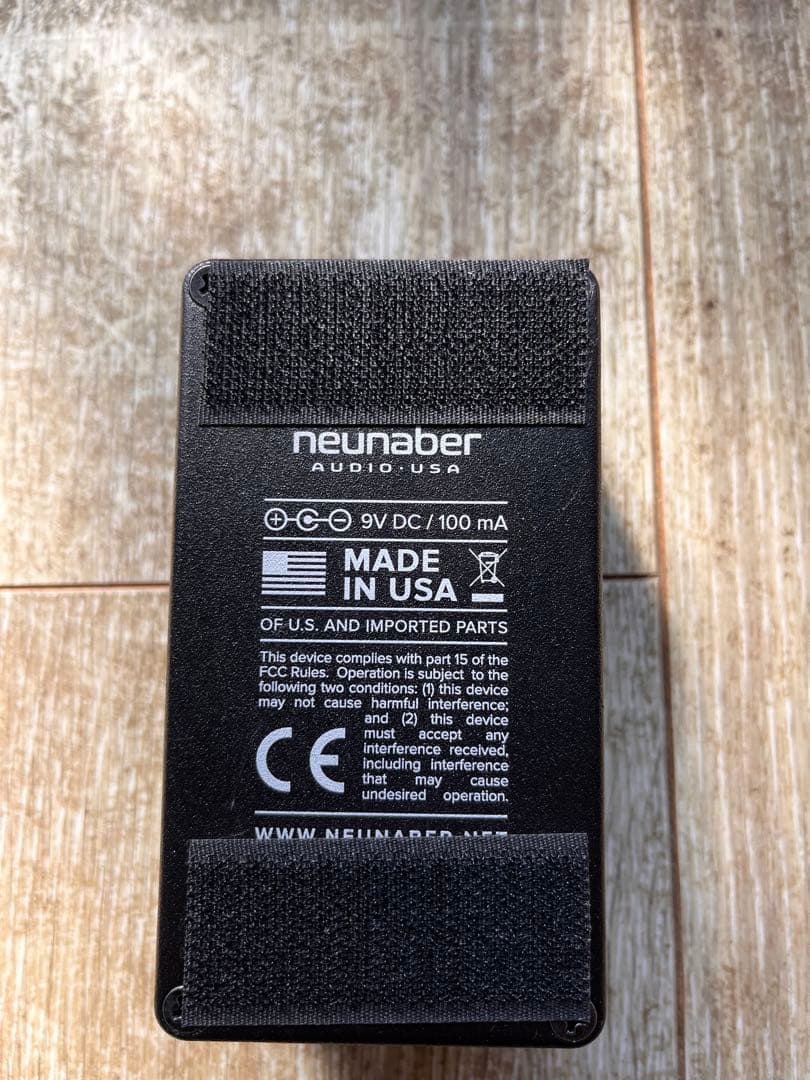 neunaber
AUDIO · USA
9V DC / 100 mA
MADE
IN USA
OF U.S. AND IMPORTED PARTS
This device complies with part 15 of the
FCC Rules. Operation is subject to the
following two conditions: (1) this device
may not cause harmful interference;
and (2) this device
must accept any
interference received,
including interference
that may cause
undesired operation.
CE
WWW.NEUNABER.NET